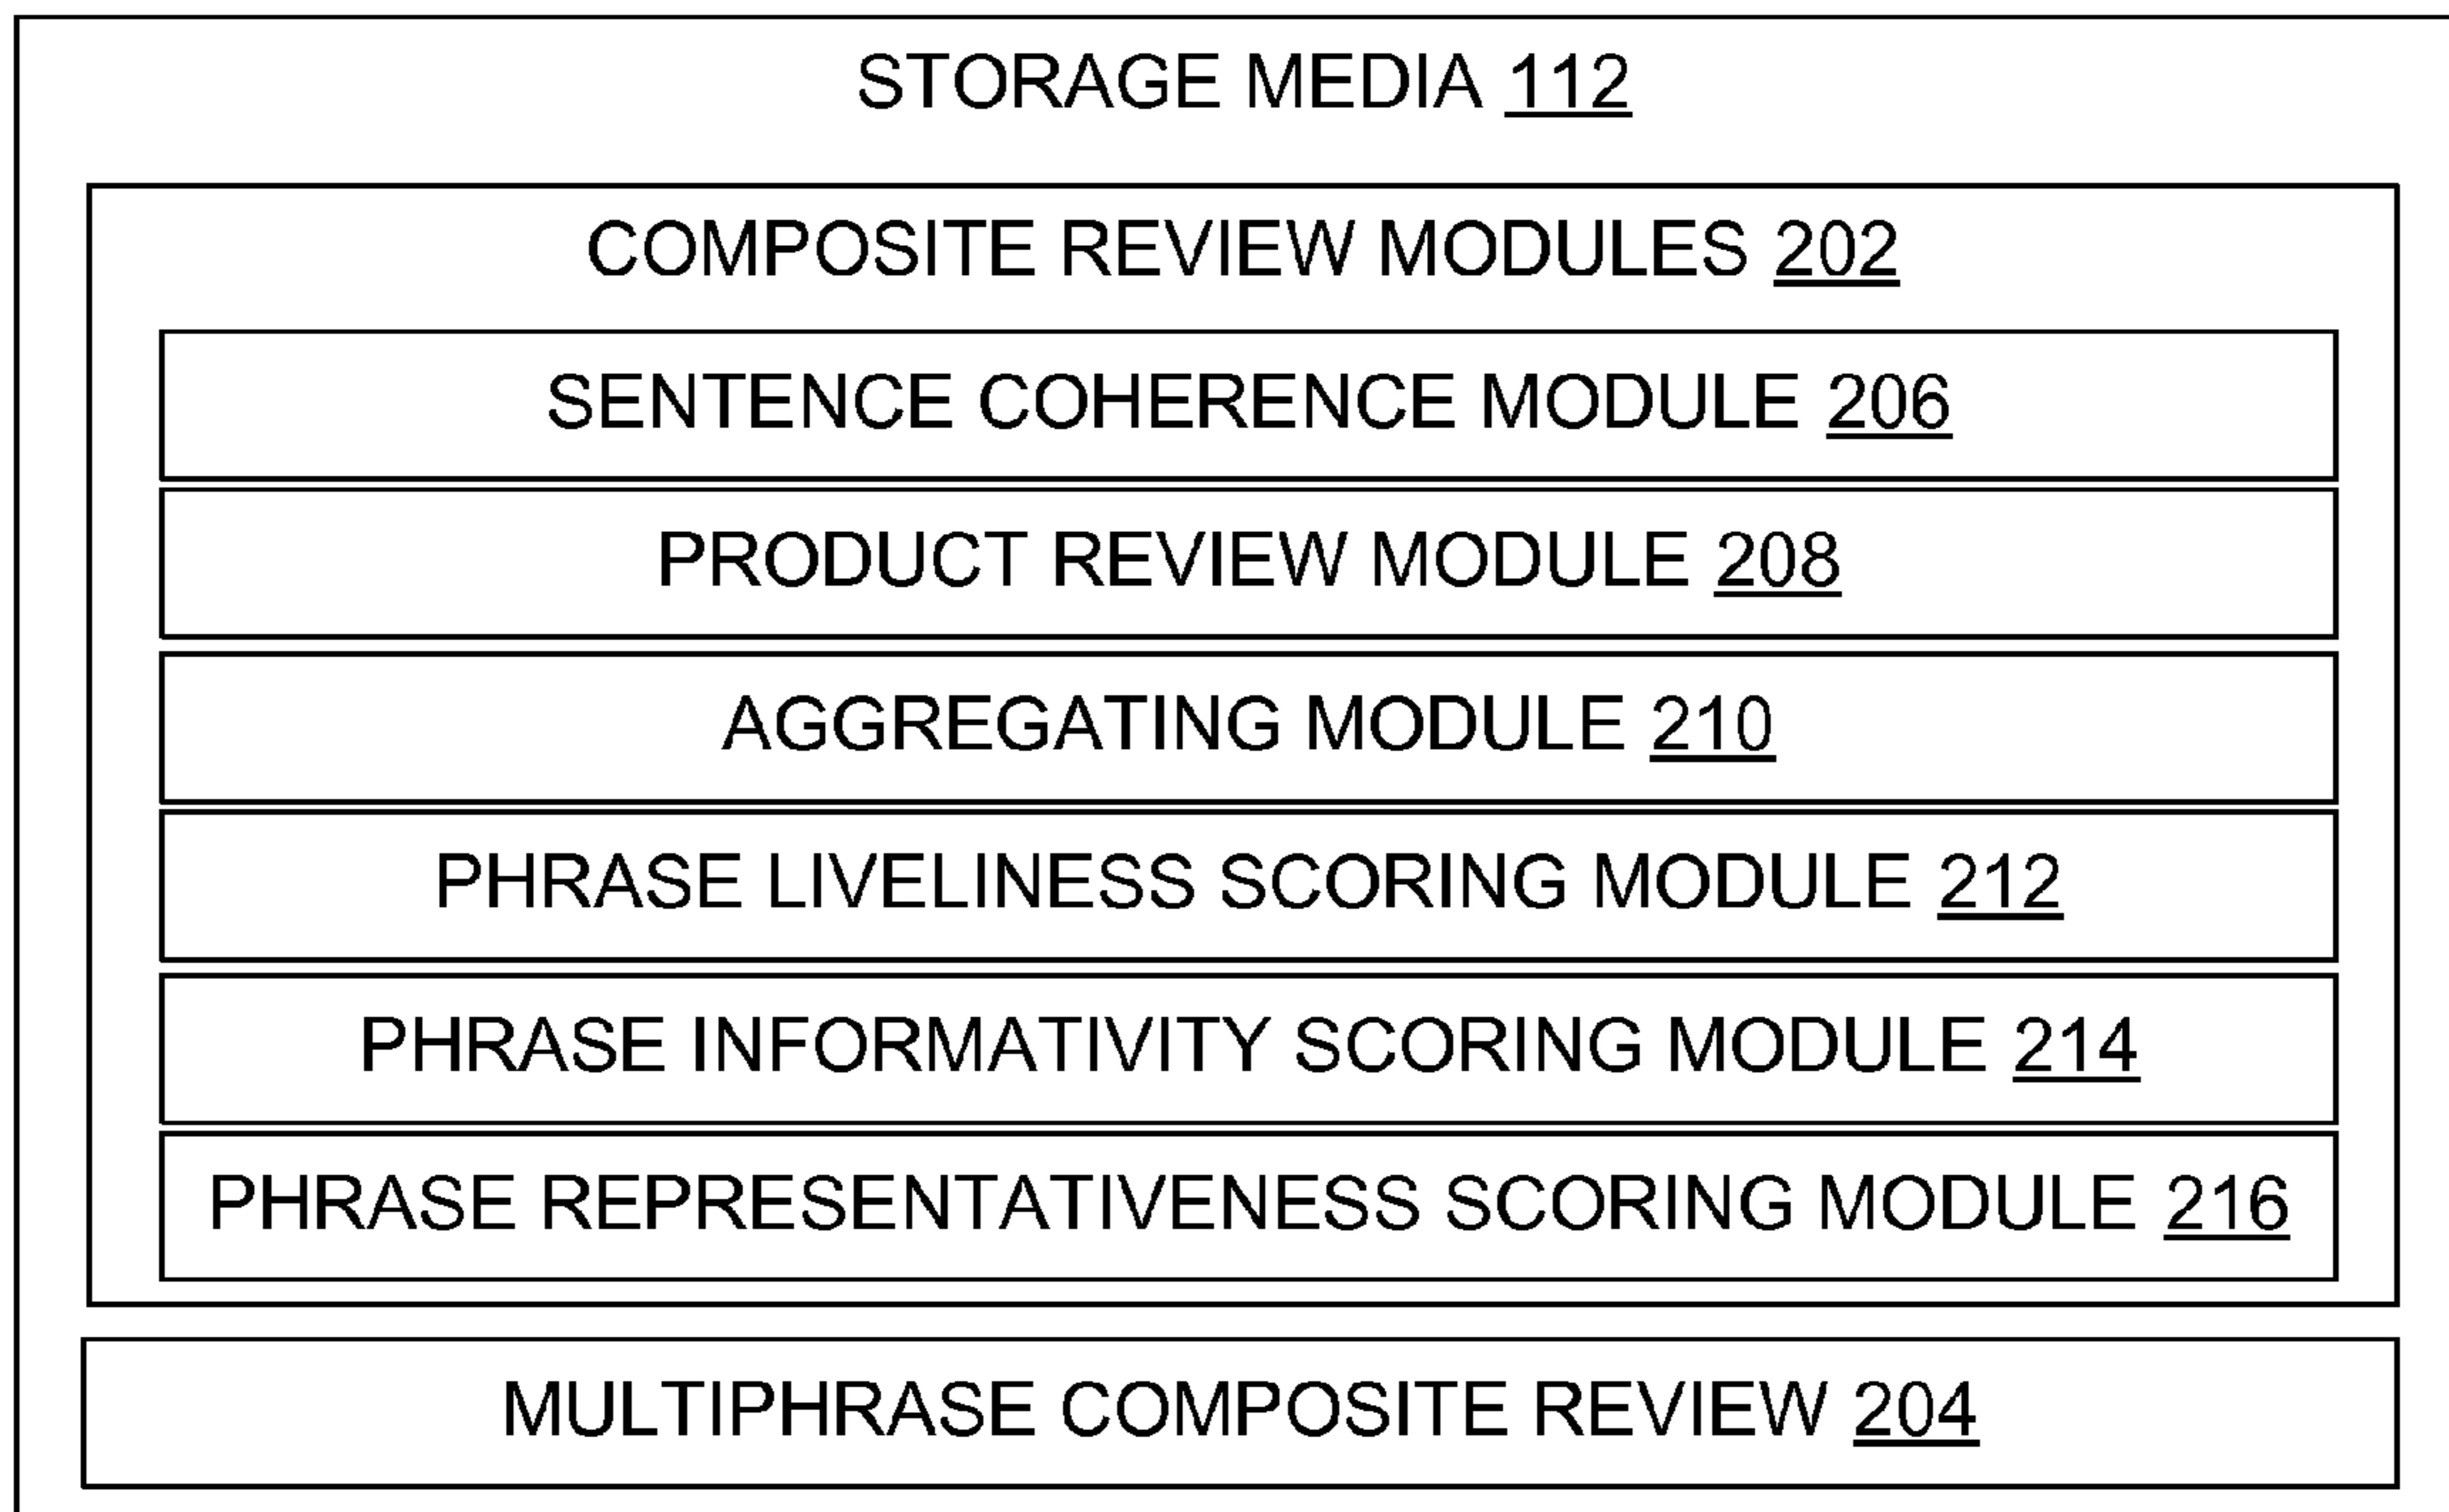 STORAGE MEDIA 112
COMPOSITE REVIEW MODULES 202
SENTENCE COHERENCE MODULE 206
PRODUCT REVIEW MODULE 208
AGGREGATING MODULE 210
PHRASE LIVELINESS SCORING MODULE 212
PHRASE INFORMATIVITY SCORING MODULE 214
PHRASE REPRESENTATIVENESS SCORING MODULE 216
MULTIPHRASE COMPOSITE REVIEW 204